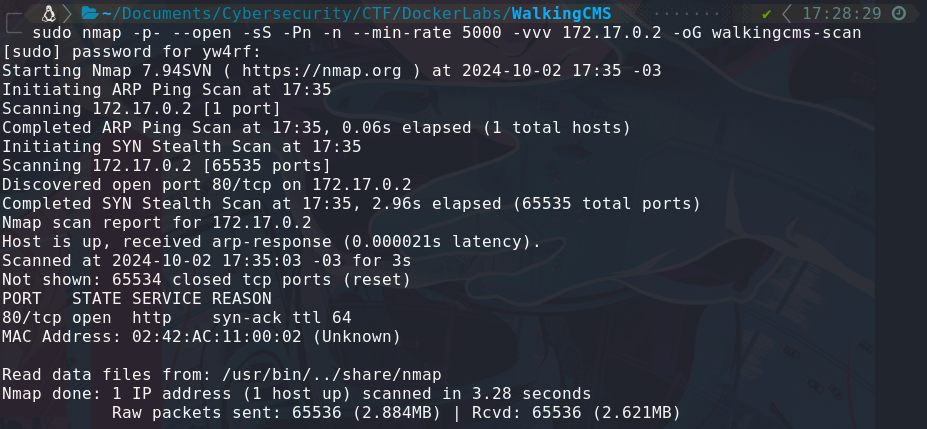 ~/Documents/Cybersecurity/CTF/DockerLabs/WalkingCMS ······· ✔ 17:28:29
sudo nmap -p- --open -sS -Pn -n --min-rate 5000 -vvv 172.17.0.2 -oG walkingcms-scan
[sudo] password for yw4rf:
Starting Nmap 7.94SVN ( https://nmap.org ) at 2024-10-02 17:35 -03
Initiating ARP Ping Scan at 17:35
Scanning 172.17.0.2 [1 port]
Completed ARP Ping Scan at 17:35, 0.06s elapsed (1 total hosts)
Initiating SYN Stealth Scan at 17:35
Scanning 172.17.0.2 [65535 ports]
Discovered open port 80/tcp on 172.17.0.2
Completed SYN Stealth Scan at 17:35, 2.96s elapsed (65535 total ports)
Nmap scan report for 172.17.0.2
Host is up, received arp-response (0.000021s latency).
Scanned at 2024-10-02 17:35:03 -03 for 3s
Not shown: 65534 closed tcp ports (reset)
PORT   STATE SERVICE REASON
80/tcp open  http    syn-ack ttl 64
MAC Address: 02:42:AC:11:00:02 (Unknown)
Read data files from: /usr/bin/../share/nmap
Nmap done: 1 IP address (1 host up) scanned in 3.28 seconds
Raw packets sent: 65536 (2.884MB) | Rcvd: 65536 (2.621MB)